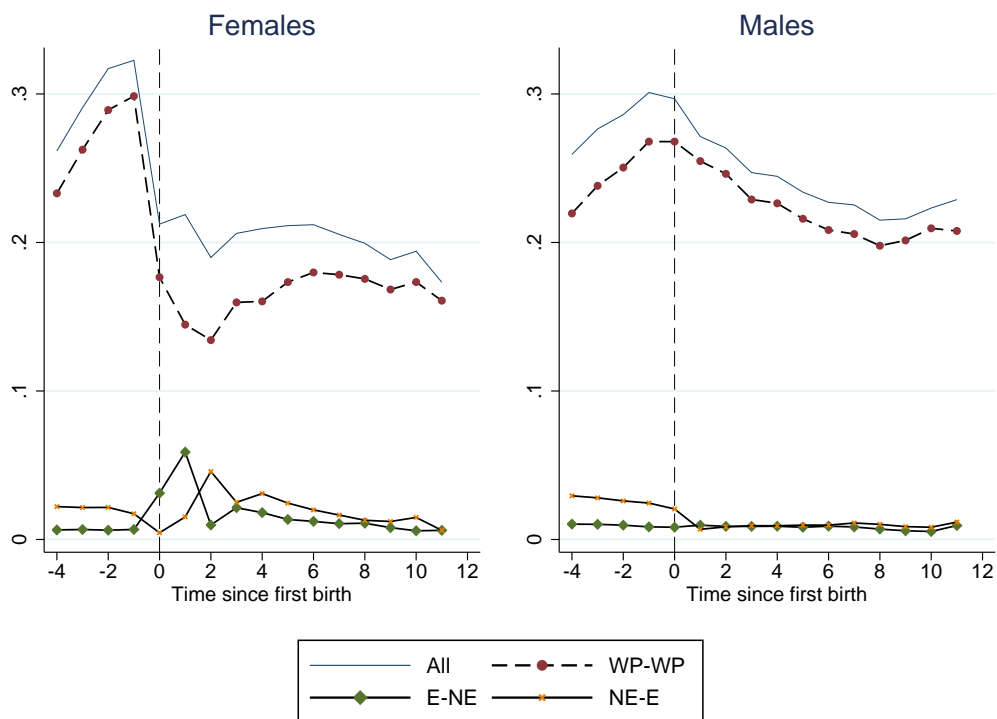 Females
Males
.3
.2
.1
0
-4 -2 0 2 4 6 8 10 12
Time since first birth
.3
.2
.1
0
-4 -2 0 2 4 6 8 10 12
Time since first birth
All
WP-WP
E-NE
NE-E